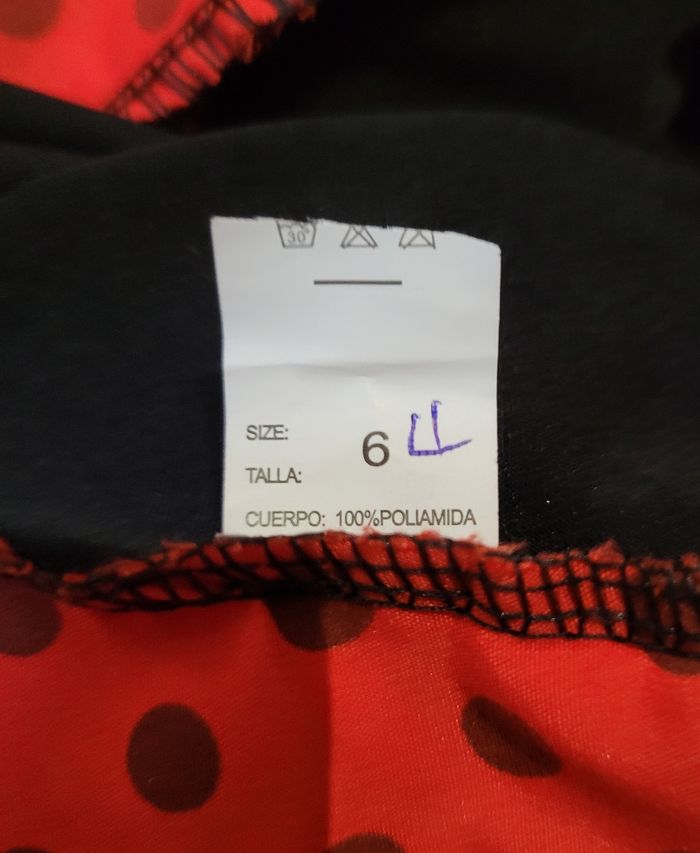 30°
SIZE:
6
TALLA:
CUERPO: 100%POLIAMIDA